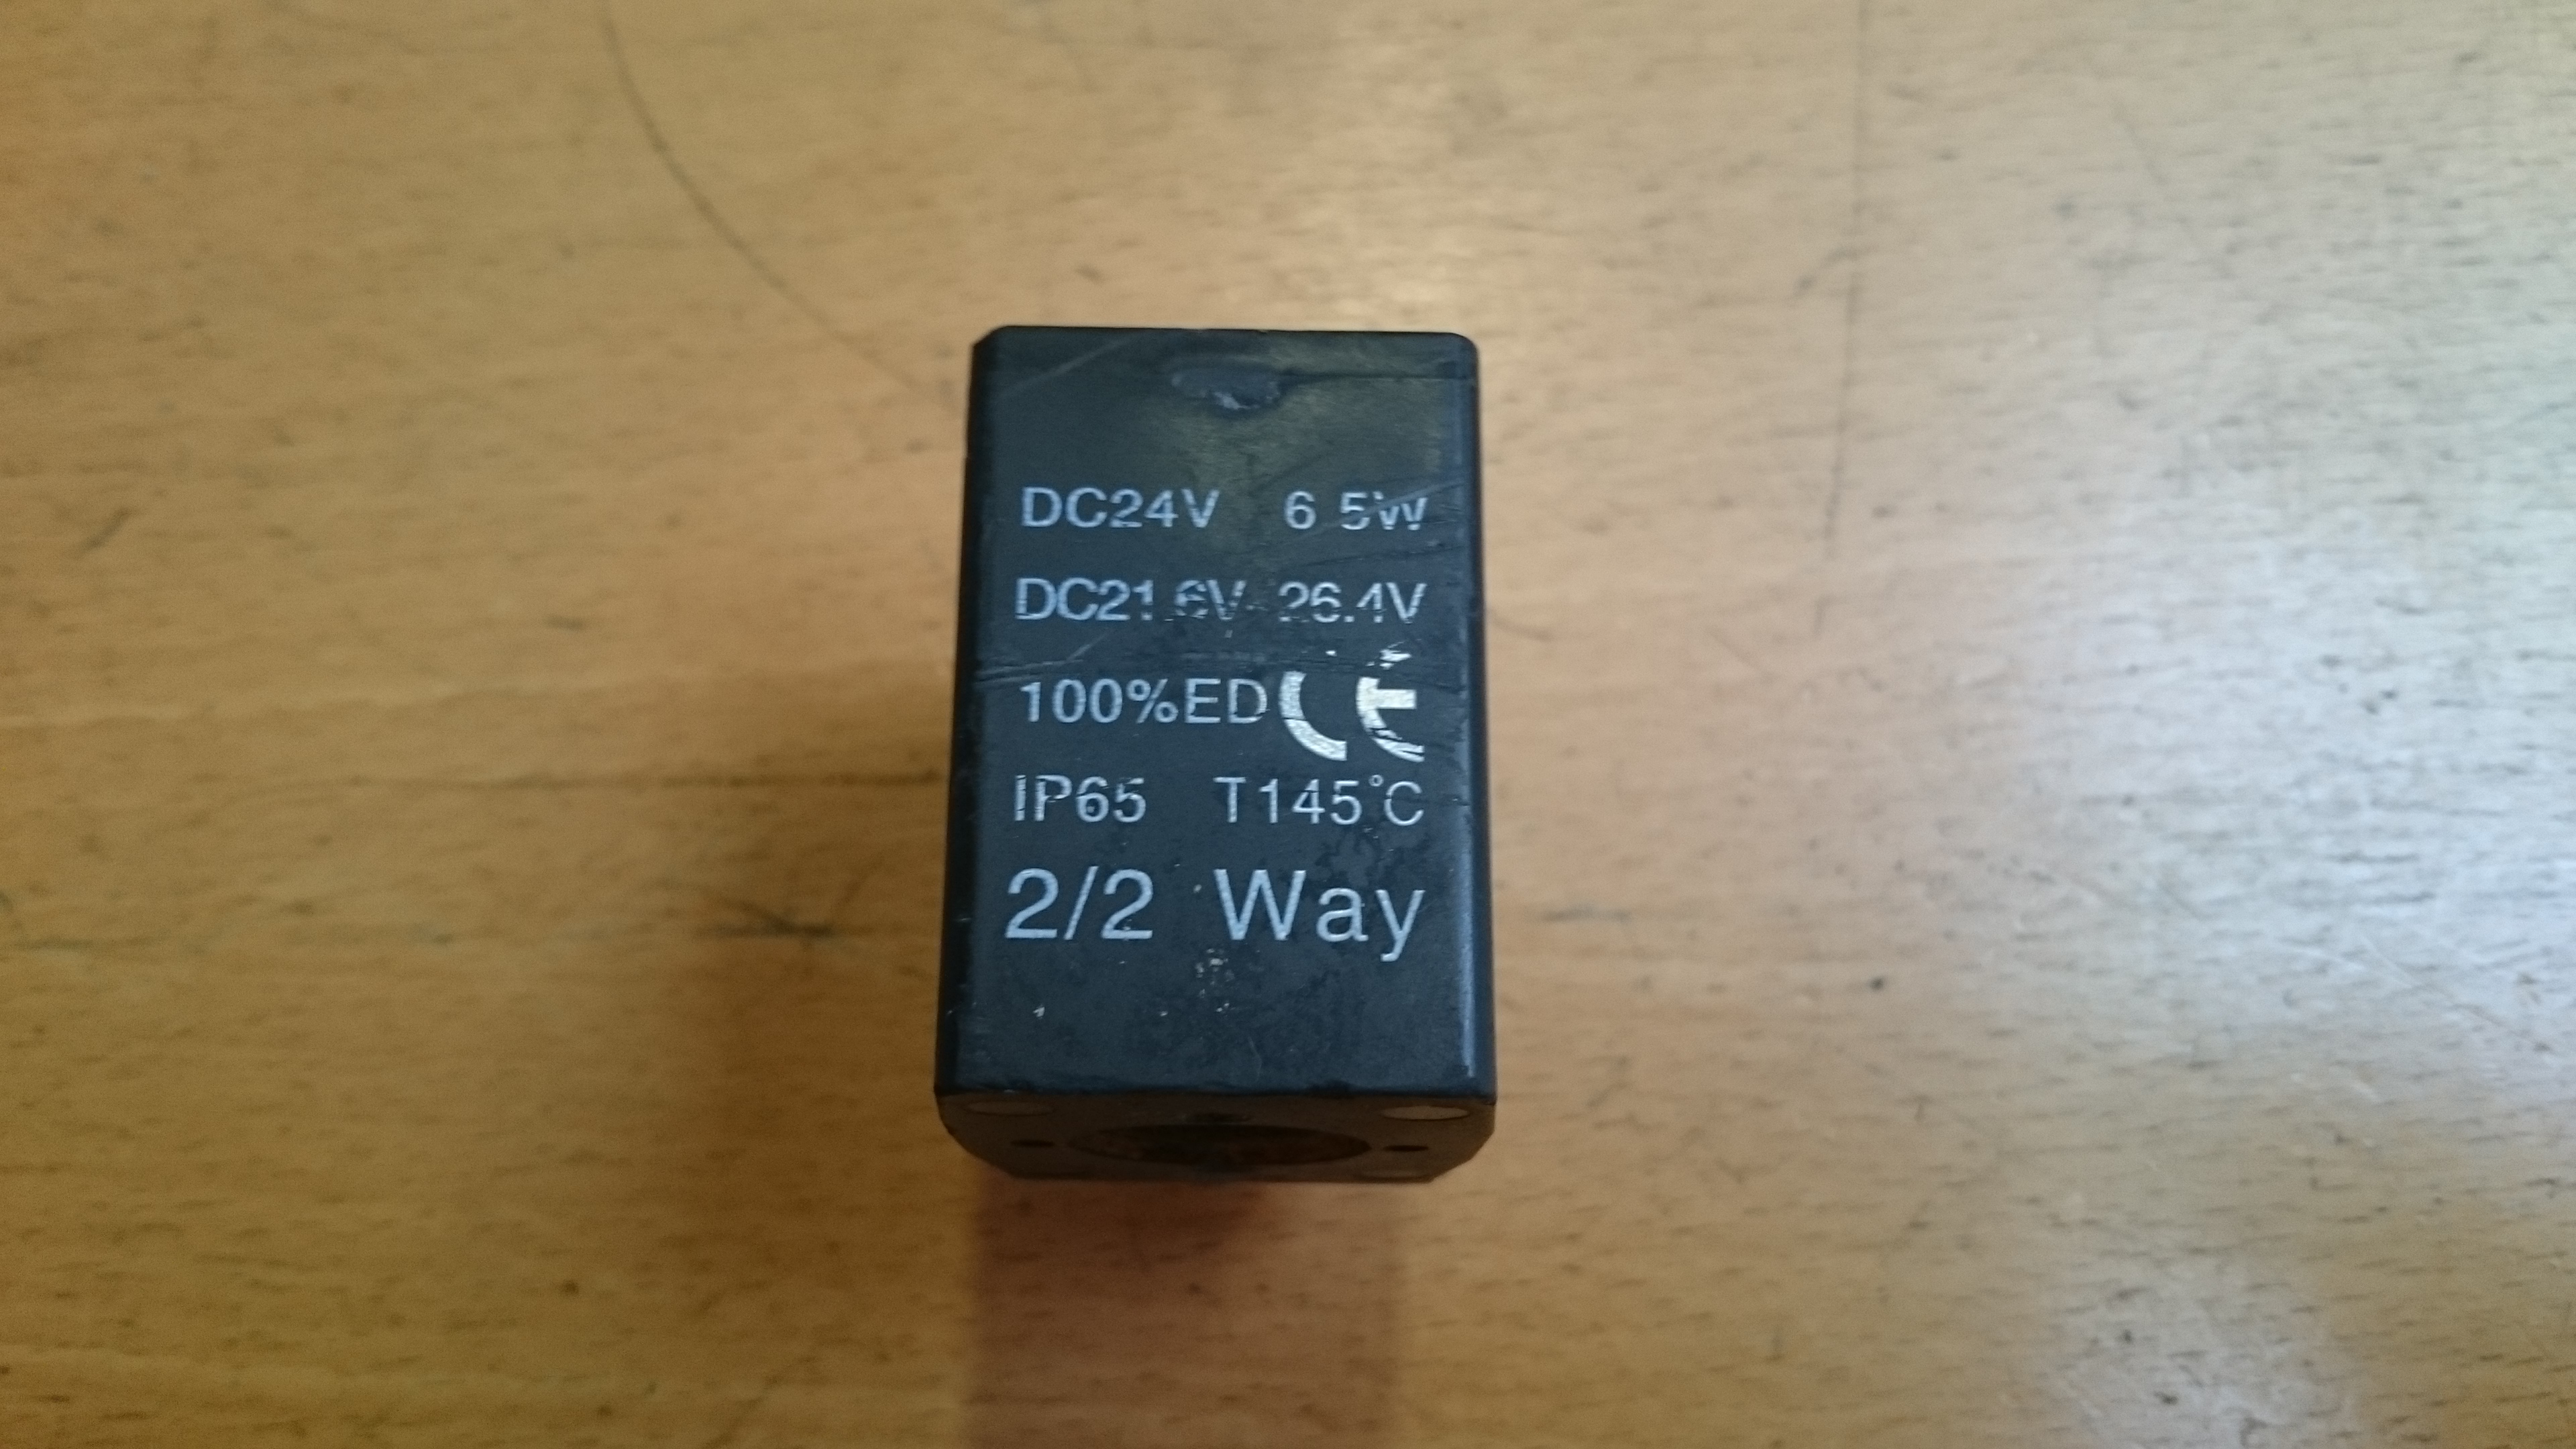 DC24V 6.5W
DC21.6V- 26.4V
100%ED CE
IP65 T145°C
2/2 Way